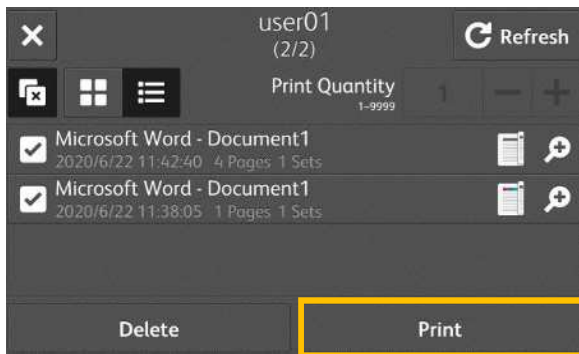 user01
(2/2)
Refresh
Print Quantity
1-9999
1
Microsoft Word - Document1
2020/6/22 11:42:40 4 Pages 1 Sets
Microsoft Word - Document1
2020/6/22 11:38:05 1 Pages 1 Sets
Delete
Print